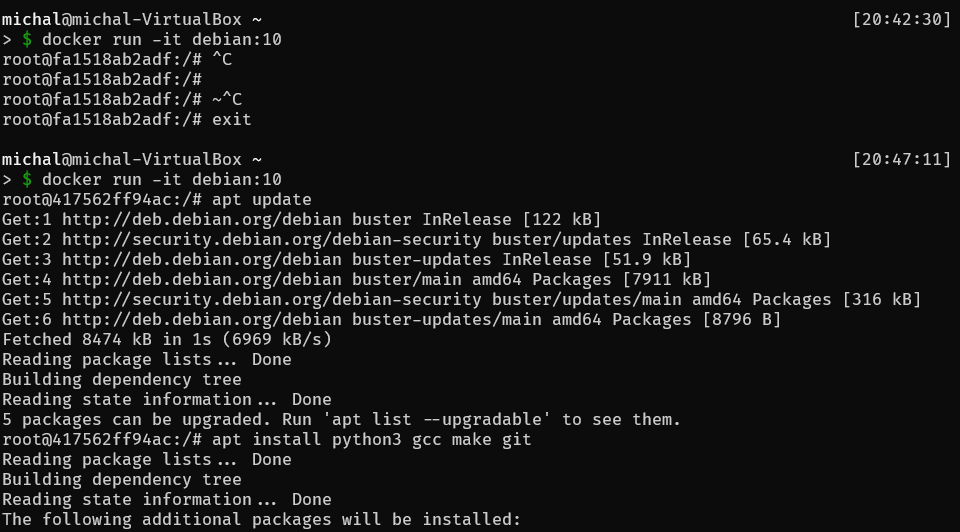 michal@michal-VirtualBox ~ [20:42:30]
> $ docker run -it debian:10
root@fa1518ab2adf:/# ^C
root@fa1518ab2adf:/#
root@fa1518ab2adf:/# ~^C
root@fa1518ab2adf:/# exit
michal@michal-VirtualBox ~ [20:47:11]
> $ docker run -it debian:10
root@417562ff94ac:/# apt update
Get:1 http://deb.debian.org/debian buster InRelease [122 kB]
Get:2 http://security.debian.org/debian-security buster/updates InRelease [65.4 kB]
Get:3 http://deb.debian.org/debian buster-updates InRelease [51.9 kB]
Get:4 http://deb.debian.org/debian buster/main amd64 Packages [7911 kB]
Get:5 http://security.debian.org/debian-security buster/updates/main amd64 Packages [316 kB]
Get:6 http://deb.debian.org/debian buster-updates/main amd64 Packages [8796 B]
Fetched 8474 kB in 1s (6969 kB/s)
Reading package lists... Done
Building dependency tree
Reading state information... Done
5 packages can be upgraded. Run 'apt list --upgradable' to see them.
root@417562ff94ac:/# apt install python3 gcc make git
Reading package lists... Done
Building dependency tree
Reading state information... Done
The following additional packages will be installed: